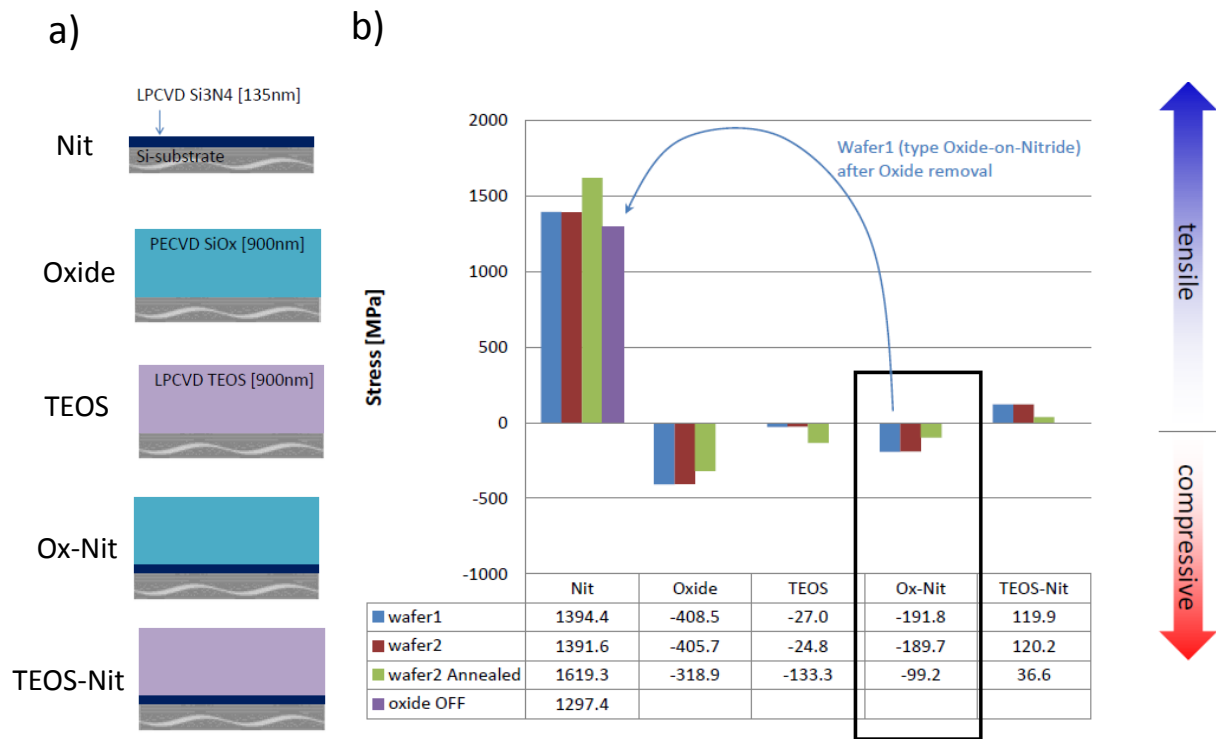 a)
LPCVD Si3N4 [135nm]
Nit
Si-substrate
PECVD SiOx [900nm]
Oxide
LPCVD TEOS [900nm]
TEOS
Ox-Nit
TEOS-Nit
b)
Stress [MPa]
2000
1500
1000
500
0
-500
-1000
Wafer1 (type Oxide-on-Nitride)
after Oxide removal
Nit Oxide TEOS Ox-Nit TEOS-Nit
wafer1 1394.4 -408.5 -27.0 -191.8 119.9
wafer2 1391.6 -405.7 -24.8 -189.7 120.2
wafer2 Annealed 1619.3 -318.9 -133.3 -99.2 36.6
oxide OFF 1297.4
tensile
compressive